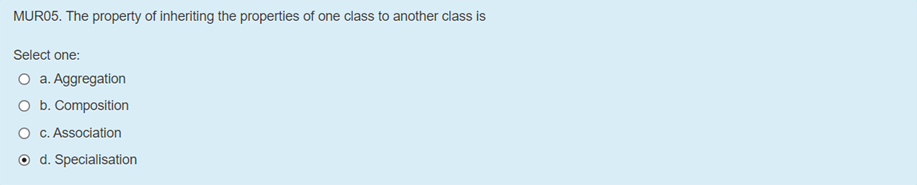 MUR05. The property of inheriting the properties of one class to another class is
Select one:
a. Aggregation
b. Composition
c. Association
d. Specialisation